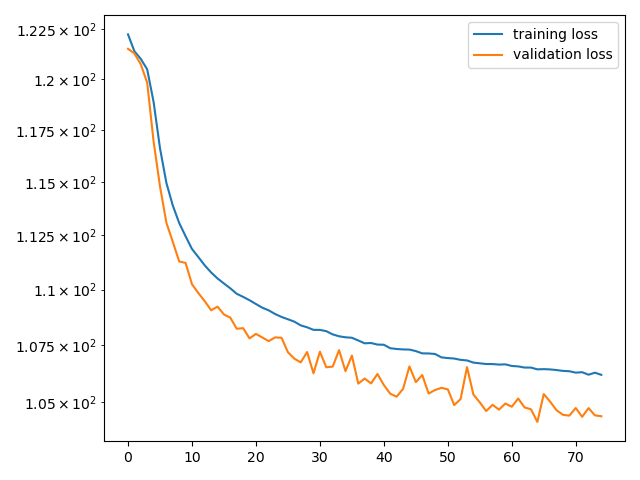 1.225 × 10²
1.2 × 10²
1.175 × 10²
1.15 × 10²
1.125 × 10²
1.1 × 10²
1.075 × 10²
1.05 × 10²
training loss
validation loss
0 10 20 30 40 50 60 70